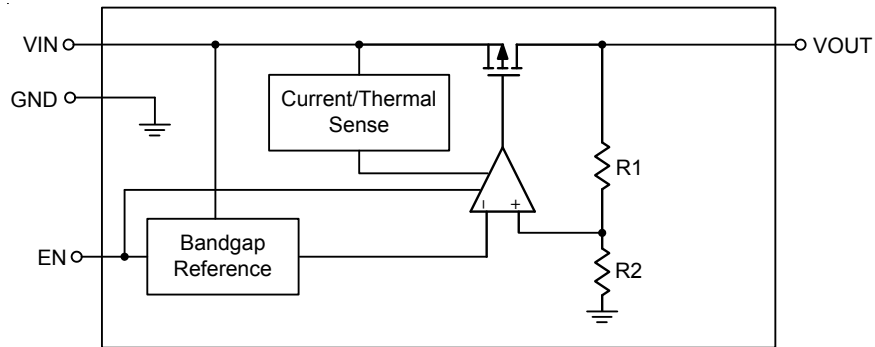 VIN
VOUT
GND
Current/Thermal
Sense
R1
- +
EN
Bandgap
Reference
R2